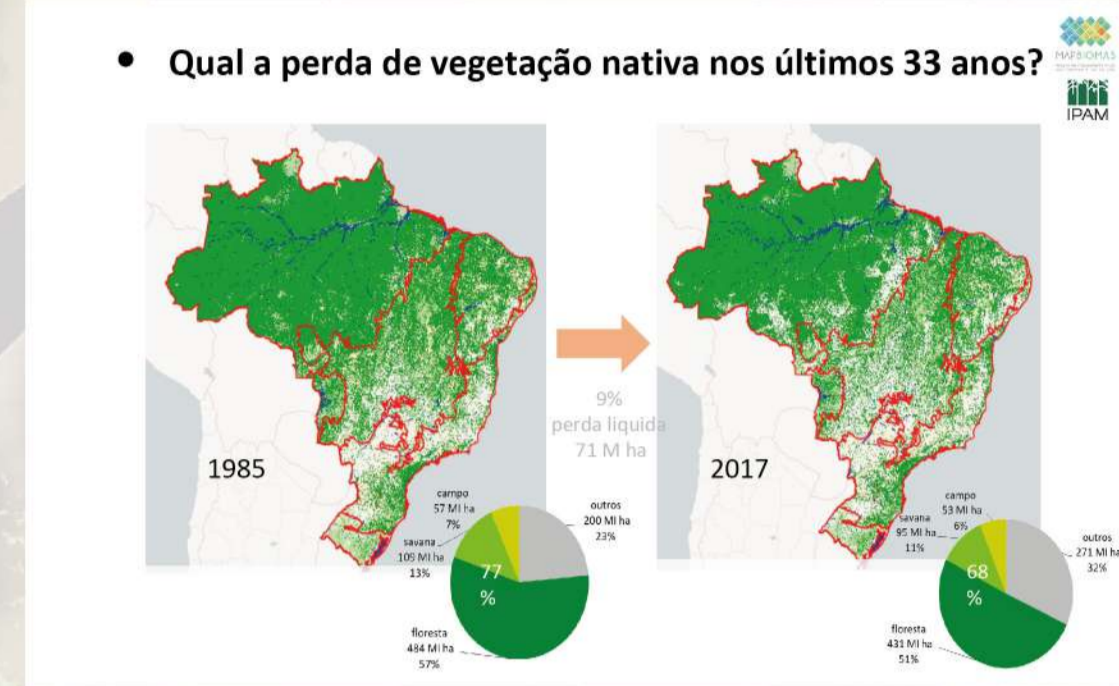 • Qual a perda de vegetação nativa nos últimos 33 anos?
MAPBIOMAS
IPAM
9%
perda liquida
71 M ha
1985
campo
57 MI ha
7%
savana
109 MI ha
13%
outros
200 MI ha
23%
77
%
floresta
484 MI ha
57%
2017
campo
53 MI ha
6%
savana
95 MI ha
11%
outros
271 MI ha
32%
68
%
floresta
431 MI ha
51%